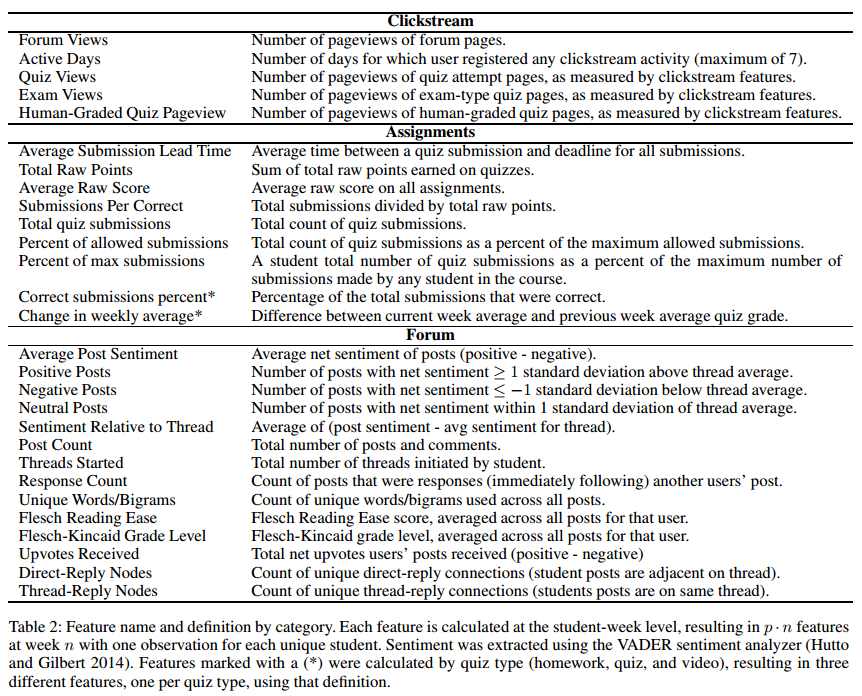 Clickstream
Forum Views Number of pageviews of forum pages.
Active Days Number of days for which user registered any clickstream activity (maximum of 7).
Quiz Views Number of pageviews of quiz attempt pages, as measured by clickstream features.
Exam Views Number of pageviews of exam-type quiz pages, as measured by clickstream features.
Human-Graded Quiz Pageview Number of pageviews of human-graded quiz pages, as measured by clickstream features.
Assignments
Average Submission Lead Time Average time between a quiz submission and deadline for all submissions.
Total Raw Points Sum of total raw points earned on quizzes.
Average Raw Score Average raw score on all assignments.
Submissions Per Correct Total submissions divided by total raw points.
Total quiz submissions Total count of quiz submissions.
Percent of allowed submissions Total count of quiz submissions as a percent of the maximum allowed submissions.
Percent of max submissions A student total number of quiz submissions as a percent of the maximum number of
submissions made by any student in the course.
Correct submissions percent* Percentage of the total submissions that were correct.
Change in weekly average* Difference between current week average and previous week average quiz grade.
Forum
Average Post Sentiment Average net sentiment of posts (positive - negative).
Positive Posts Number of posts with net sentiment ≥ 1 standard deviation above thread average.
Negative Posts Number of posts with net sentiment ≤ −1 standard deviation below thread average.
Neutral Posts Number of posts with net sentiment within 1 standard deviation of thread average.
Sentiment Relative to Thread Average of (post sentiment - avg sentiment for thread).
Post Count Total number of posts and comments.
Threads Started Total number of threads initiated by student.
Response Count Count of posts that were responses (immediately following) another users' post.
Unique Words/Bigrams Count of unique words/bigrams used across all posts.
Flesch Reading Ease Flesch Reading Ease score, averaged across all posts for that user.
Flesch-Kincaid Grade Level Flesch-Kincaid grade level, averaged across all posts for that user.
Upvotes Received Total net upvotes users' posts received (positive - negative)
Direct-Reply Nodes Count of unique direct-reply connections (student posts are adjacent on thread).
Thread-Reply Nodes Count of unique thread-reply connections (students posts are on same thread).
Table 2: Feature name and definition by category. Each feature is calculated at the student-week level, resulting in p · n features
at week n with one observation for each unique student. Sentiment was extracted using the VADER sentiment analyzer (Hutto
and Gilbert 2014). Features marked with a (*) were calculated by quiz type (homework, quiz, and video), resulting in three
different features, one per quiz type, using that definition.